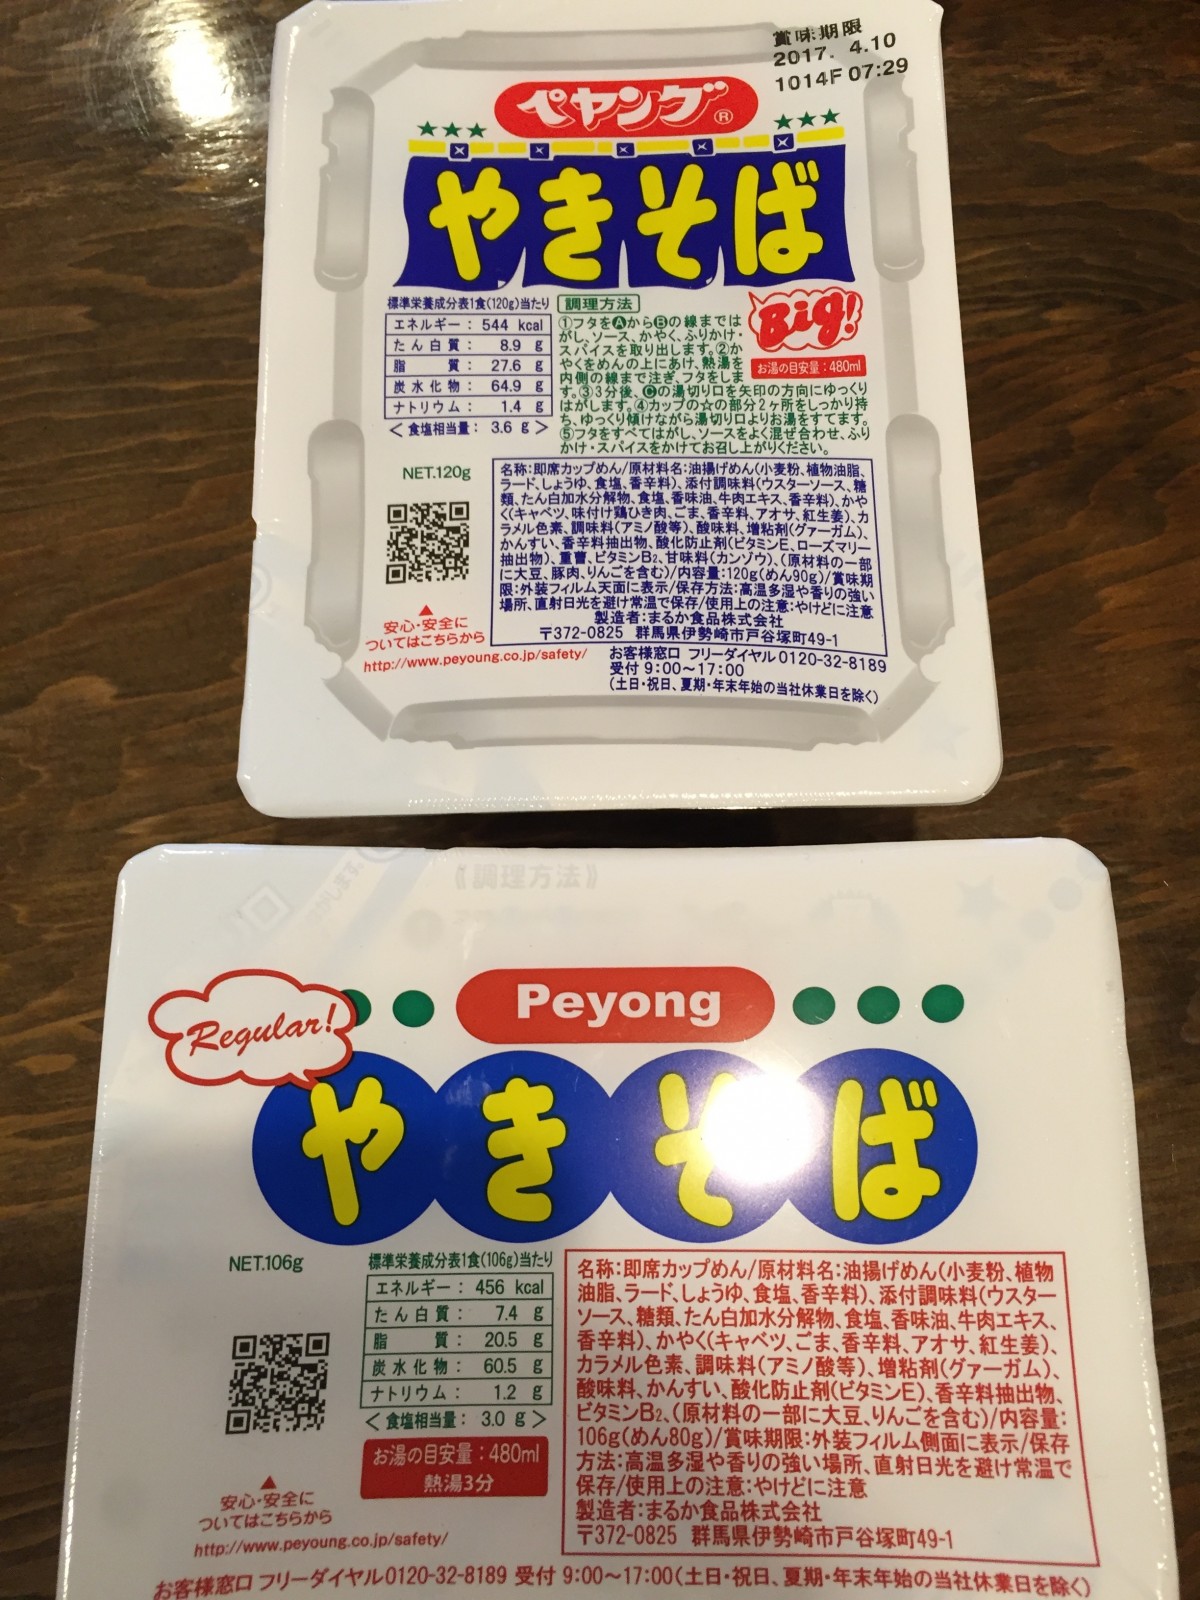 賞味期限
2017. 4.10
1014F 07:29
ペヤング®
やきそば
Big!
お湯の目安量:480ml
標準栄養成分表1食(120g)当たり
エネルギー: 544 kcal
たん白質: 8.9 g
脂質: 27.6 g
炭水化物: 64.9 g
ナトリウム: 1.4 g
<食塩相当量: 3.6 g>
調理方法
①フタをAからBの線まではがし、ソース、かやく、ふりかけ・
スパイスを取り出します。②か
やくをめんの上にあけ、熱湯を
内側の線まで注ぎ、フタをしま
す。③3分後、Cの湯切り口を矢印の方向にゆっくり
はがします。④カップの☆の部分2ヶ所をしっかり持
ち、ゆっくり傾けながら湯切り口よりお湯をすてます。
⑤フタをすべてはがし、ソースをよく混ぜ合わせ、ふり
かけ・スパイスをかけてお召し上がりください。
NET.120g
名称:即席カップめん/原材料名:油揚げめん(小麦粉、植物油脂、
ラード、しょうゆ、食塩、香辛料)、添付調味料(ウスターソース、糖
類、たん白加水分解物、食塩、香味油、牛肉エキス、香辛料)、かや
く(キャベツ、味付け鶏ひき肉、ごま、香辛料、アオサ、紅生姜)、カ
ラメル色素、調味料(アミノ酸等)、酸味料、増粘剤(グァーガム)、
かんすい、香辛料抽出物、酸化防止剤(ビタミンE、ローズマリー
抽出物)、重曹、ビタミンB2、甘味料(カンゾウ)、(原材料の一部
に大豆、豚肉、りんごを含む)/内容量:120g(めん90g)/賞味期
限:外装フィルム天面に表示/保存方法:高温多湿や香りの強い
場所、直射日光を避け常温で保存/使用上の注意:やけどに注意
製造者:まるか食品株式会社
〒372-0825 群馬県伊勢崎市戸谷塚町49-1
安心・安全に
ついてはこちらから
http://www.peyoung.co.jp/safety/
お客様窓口 フリーダイヤル0120-32-8189
受付 9:00〜17:00
(土日・祝日、夏期・年末年始の当社休業日を除く)
《調理方法》
Regular!
Peyong
やきそば
NET.106g
標準栄養成分表1食(106g)当たり
エネルギー: 456 kcal
たん白質: 7.4 g
脂質: 20.5 g
炭水化物: 60.5 g
ナトリウム: 1.2 g
<食塩相当量: 3.0 g>
お湯の目安量:480ml
熱湯3分
名称:即席カップめん/原材料名:油揚げめん(小麦粉、植物
油脂、ラード、しょうゆ、食塩、香辛料)、添付調味料(ウスター
ソース、糖類、たん白加水分解物、食塩、香味油、牛肉エキス、
香辛料)、かやく(キャベツ、ごま、香辛料、アオサ、紅生姜)、
カラメル色素、調味料(アミノ酸等)、増粘剤(グァーガム)、
酸味料、かんすい、酸化防止剤(ビタミンE)、香辛料抽出物、
ビタミンB2、(原材料の一部に大豆、りんごを含む)/内容量:
106g(めん80g)/賞味期限:外装フィルム側面に表示/保存
方法:高温多湿や香りの強い場所、直射日光を避け常温で
保存/使用上の注意:やけどに注意
製造者:まるか食品株式会社
〒372-0825 群馬県伊勢崎市戸谷塚町49-1
安心・安全に
ついてはこちらから
http://www.peyoung.co.jp/safety/
お客様窓口 フリーダイヤル0120-32-8189 受付 9:00〜17:00(土日・祝日、夏期・年末年始の当社休業日を除く)